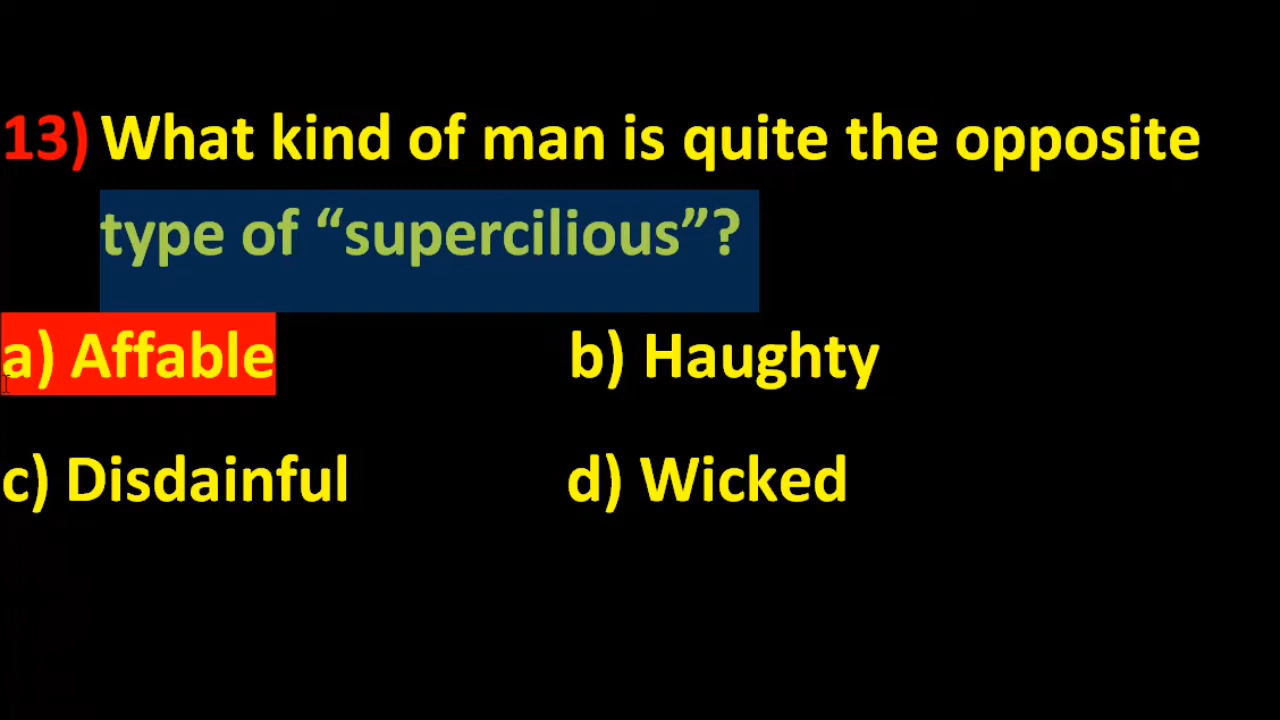 13) What kind of man is quite the opposite
type of “supercilious”?
a) Affable b) Haughty
c) Disdainful d) Wicked